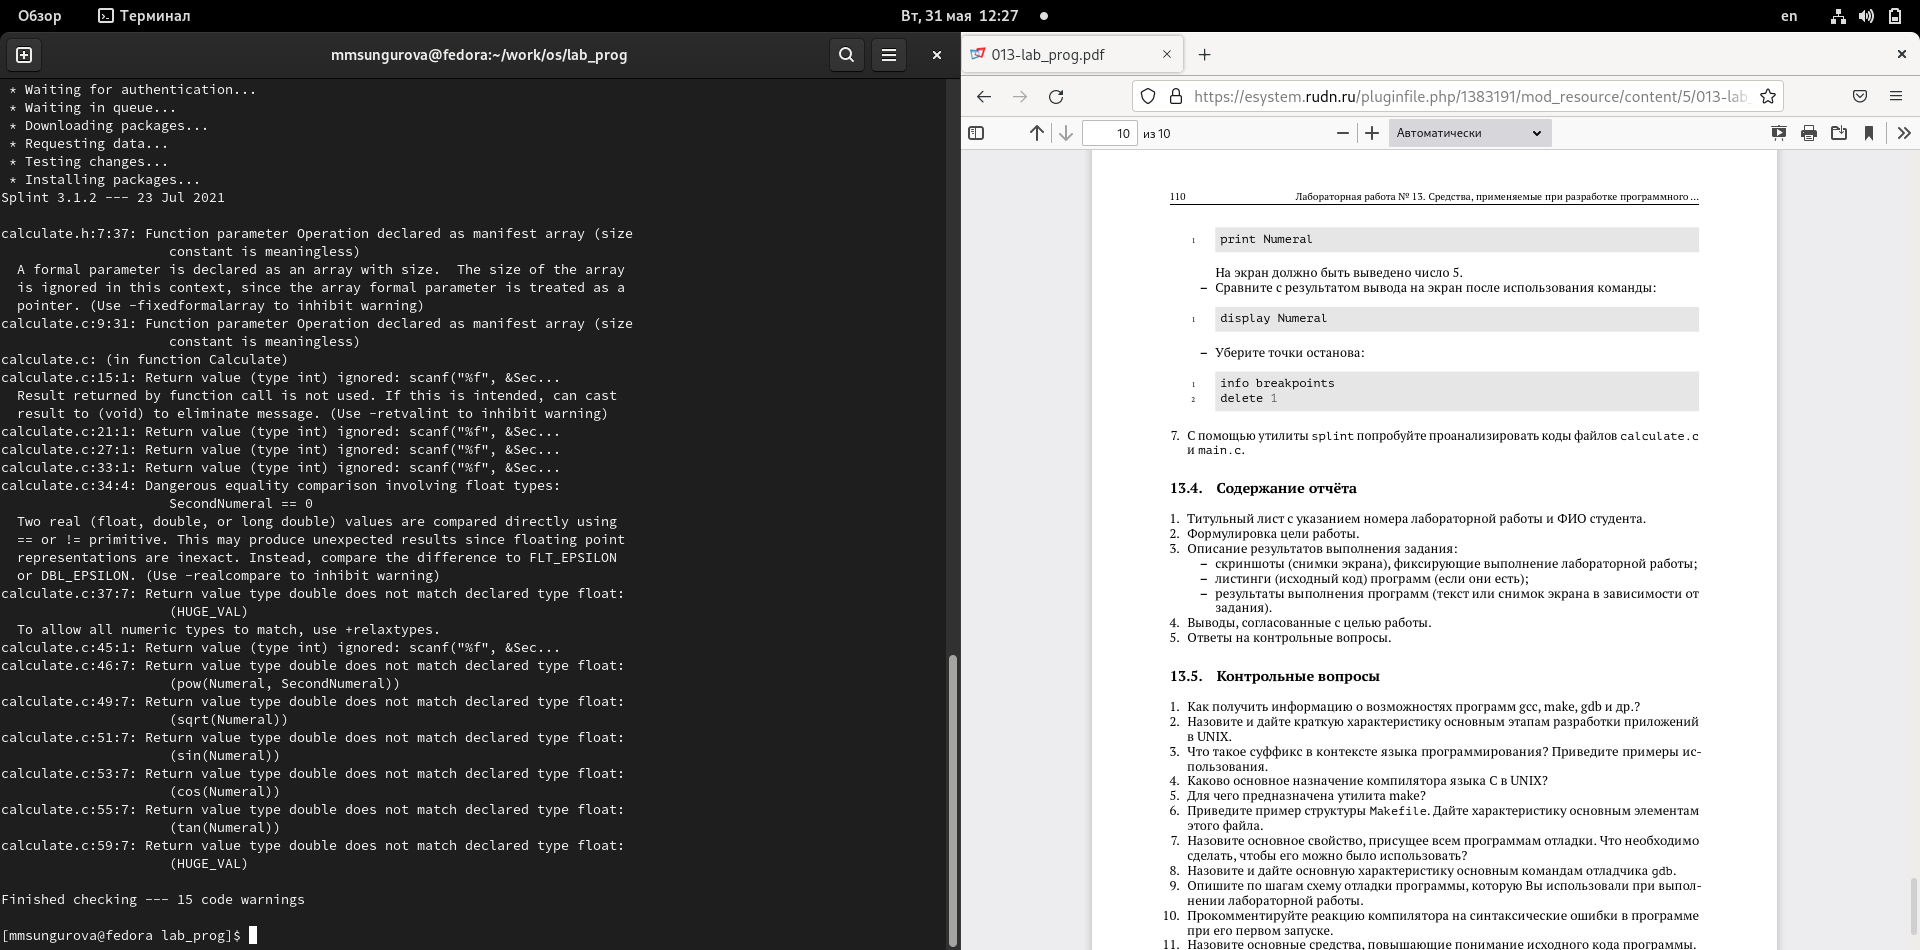 Обзор
Терминал
Вт, 31 мая 12:27
en
mmsungurova@fedora:~/work/os/lab_prog
* Waiting for authentication...
* Waiting in queue...
* Downloading packages...
* Requesting data...
* Testing changes...
* Installing packages...
Splint 3.1.2 --- 23 Jul 2021
calculate.h:7:37: Function parameter Operation declared as manifest array (size
constant is meaningless)
A formal parameter is declared as an array with size.  The size of the array
is ignored in this context, since the array formal parameter is treated as a
pointer. (Use -fixedformalarray to inhibit warning)
calculate.c:9:31: Function parameter Operation declared as manifest array (size
constant is meaningless)
calculate.c: (in function Calculate)
calculate.c:15:1: Return value (type int) ignored: scanf("%f", &Sec...
Result returned by function call is not used. If this is intended, can cast
result to (void) to eliminate message. (Use -retvalint to inhibit warning)
calculate.c:21:1: Return value (type int) ignored: scanf("%f", &Sec...
calculate.c:27:1: Return value (type int) ignored: scanf("%f", &Sec...
calculate.c:33:1: Return value (type int) ignored: scanf("%f", &Sec...
calculate.c:34:4: Dangerous equality comparison involving float types:
SecondNumeral == 0
Two real (float, double, or long double) values are compared directly using
== or != primitive. This may produce unexpected results since floating point
representations are inexact. Instead, compare the difference to FLT_EPSILON
or DBL_EPSILON. (Use -realcompare to inhibit warning)
calculate.c:37:7: Return value type double does not match declared type float:
(HUGE_VAL)
To allow all numeric types to match, use +relaxtypes.
calculate.c:45:1: Return value (type int) ignored: scanf("%f", &Sec...
calculate.c:46:7: Return value type double does not match declared type float:
(pow(Numeral, SecondNumeral))
calculate.c:49:7: Return value type double does not match declared type float:
(sqrt(Numeral))
calculate.c:51:7: Return value type double does not match declared type float:
(sin(Numeral))
calculate.c:53:7: Return value type double does not match declared type float:
(cos(Numeral))
calculate.c:55:7: Return value type double does not match declared type float:
(tan(Numeral))
calculate.c:59:7: Return value type double does not match declared type float:
(HUGE_VAL)
Finished checking --- 15 code warnings
[mmsungurova@fedora lab_prog]$
013-lab_prog.pdf
https://esystem.rudn.ru/pluginfile.php/1383191/mod_resource/content/5/013-lab_
10 из 10
Автоматически
110 Лабораторная работа № 13. Средства, применяемые при разработке программного ...
1 print Numeral
На экран должно быть выведено число 5.
– Сравните с результатом вывода на экран после использования команды:
1 display Numeral
– Уберите точки останова:
1 info breakpoints
2 delete 1
7. С помощью утилиты splint попробуйте проанализировать коды файлов calculate.c
и main.c.
13.4. Содержание отчёта
1. Титульный лист с указанием номера лабораторной работы и ФИО студента.
2. Формулировка цели работы.
3. Описание результатов выполнения задания:
– скриншоты (снимки экрана), фиксирующие выполнение лабораторной работы;
– листинги (исходный код) программ (если они есть);
– результаты выполнения программ (текст или снимок экрана в зависимости от
задания).
4. Выводы, согласованные с целью работы.
5. Ответы на контрольные вопросы.
13.5. Контрольные вопросы
1. Как получить информацию о возможностях программ gcc, make, gdb и др.?
2. Назовите и дайте краткую характеристику основным этапам разработки приложений
в UNIX.
3. Что такое суффикс в контексте языка программирования? Приведите примеры ис-
пользования.
4. Каково основное назначение компилятора языка С в UNIX?
5. Для чего предназначена утилита make?
6. Приведите пример структуры Makefile. Дайте характеристику основным элементам
этого файла.
7. Назовите основное свойство, присущее всем программам отладки. Что необходимо
сделать, чтобы его можно было использовать?
8. Назовите и дайте основную характеристику основным командам отладчика gdb.
9. Опишите по шагам схему отладки программы, которую Вы использовали при выпол-
нении лабораторной работы.
10. Прокомментируйте реакцию компилятора на синтаксические ошибки в программе
при его первом запуске.
11. Назовите основные средства, повышающие понимание исходного кода программы.